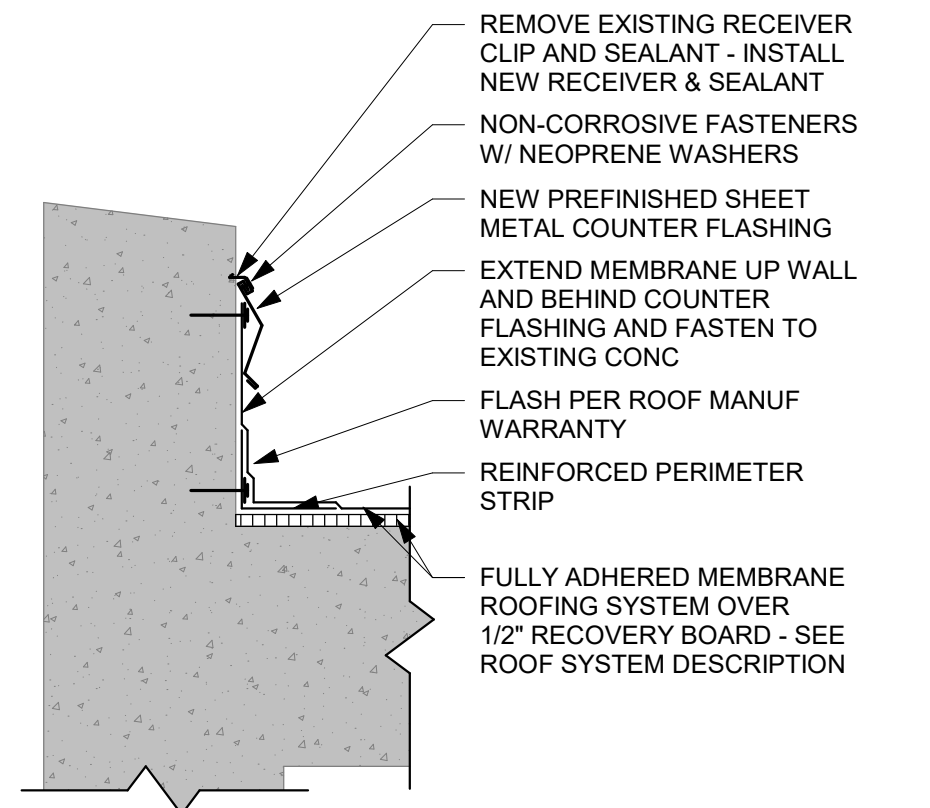 REMOVE EXISTING RECEIVER
CLIP AND SEALANT - INSTALL
NEW RECEIVER & SEALANT
NON-CORROSIVE FASTENERS
W/ NEOPRENE WASHERS
NEW PREFINISHED SHEET
METAL COUNTER FLASHING
EXTEND MEMBRANE UP WALL
AND BEHIND COUNTER
FLASHING AND FASTEN TO
EXISTING CONC
FLASH PER ROOF MANUF
WARRANTY
REINFORCED PERIMETER
STRIP
FULLY ADHERED MEMBRANE
ROOFING SYSTEM OVER
1/2" RECOVERY BOARD - SEE
ROOF SYSTEM DESCRIPTION